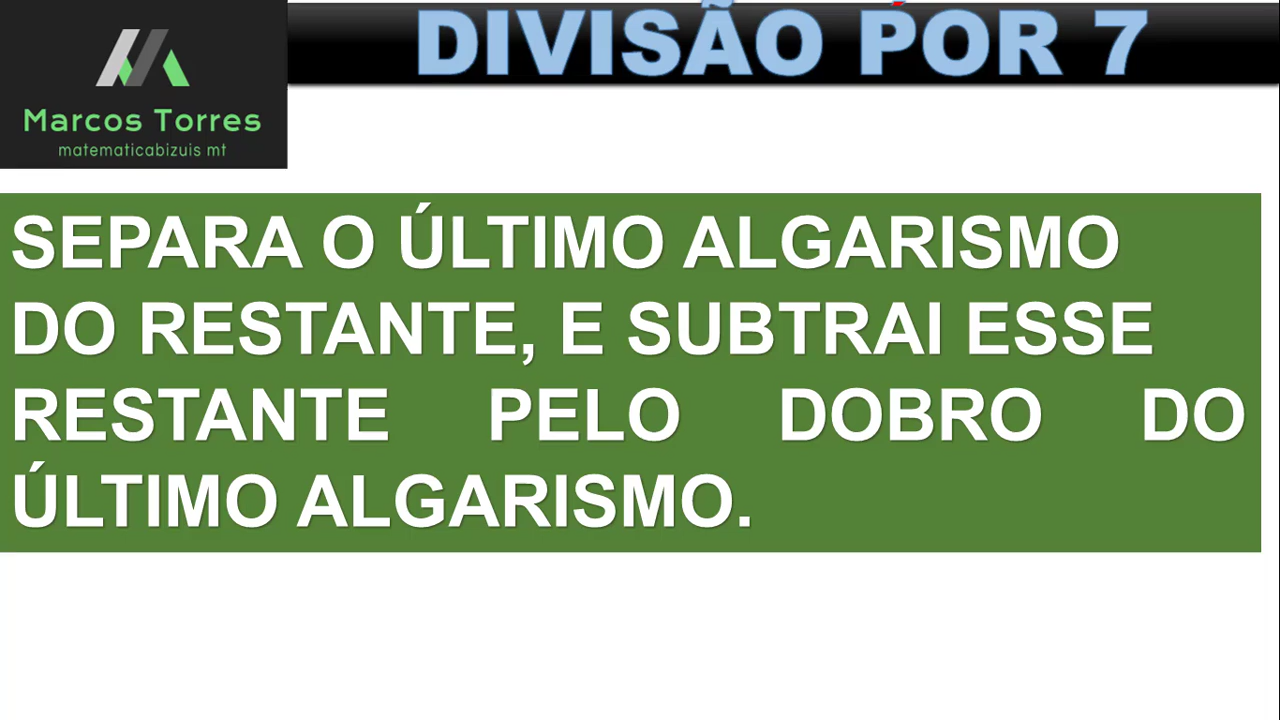 DIVISÃO POR 7
Marcos Torres
matematicabizuis mt
SEPARA O ÚLTIMO ALGARISMO
DO RESTANTE, E SUBTRAI ESSE
RESTANTE PELO DOBRO DO
ÚLTIMO ALGARISMO.